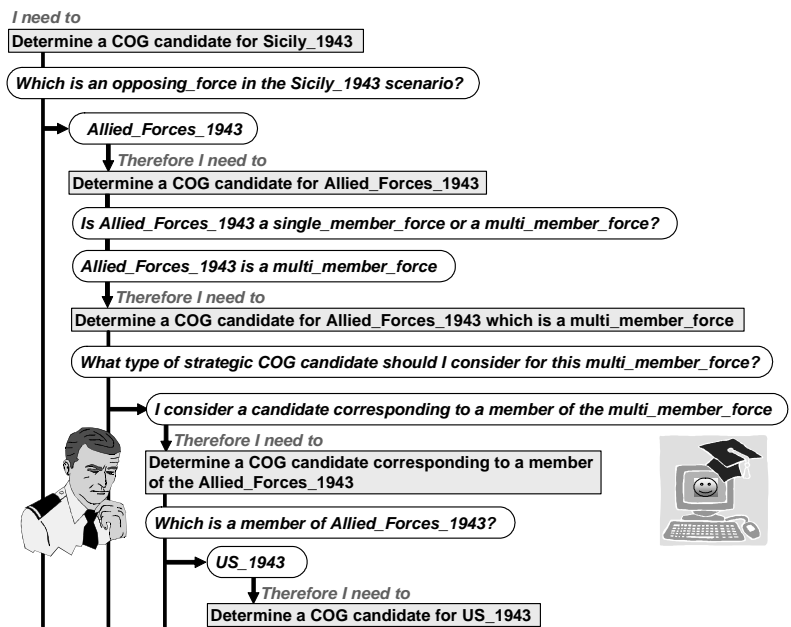 I need to
Determine a COG candidate for Sicily_1943
Which is an opposing_force in the Sicily_1943 scenario?
Allied_Forces_1943
Therefore I need to
Determine a COG candidate for Allied_Forces_1943
Is Allied_Forces_1943 a single_member_force or a multi_member_force?
Allied_Forces_1943 is a multi_member_force
Therefore I need to
Determine a COG candidate for Allied_Forces_1943 which is a multi_member_force
What type of strategic COG candidate should I consider for this multi_member_force?
I consider a candidate corresponding to a member of the multi_member_force
Therefore I need to
Determine a COG candidate corresponding to a member
of the Allied_Forces_1943
Which is a member of Allied_Forces_1943?
US_1943
Therefore I need to
Determine a COG candidate for US_1943